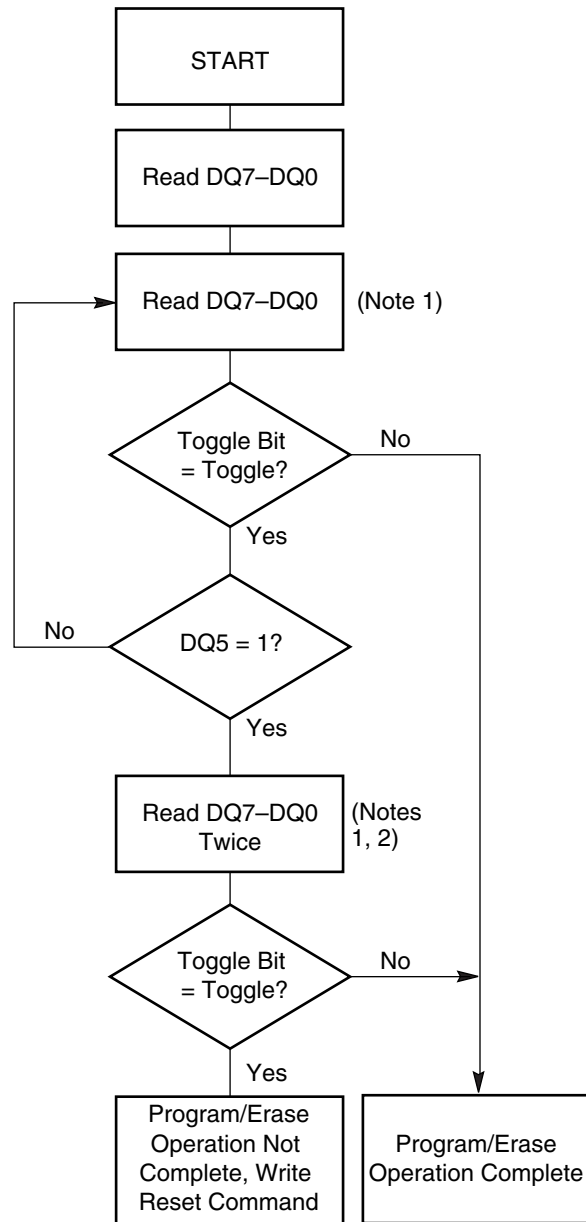 START
Read DQ7–DQ0
Read DQ7–DQ0
(Note 1)
Toggle Bit
= Toggle?
No
Yes
No
DQ5 = 1?
Yes
Read DQ7–DQ0
Twice
(Notes
1, 2)
Toggle Bit
= Toggle?
No
Yes
Program/Erase
Operation Not
Complete, Write
Reset Command
Program/Erase
Operation Complete